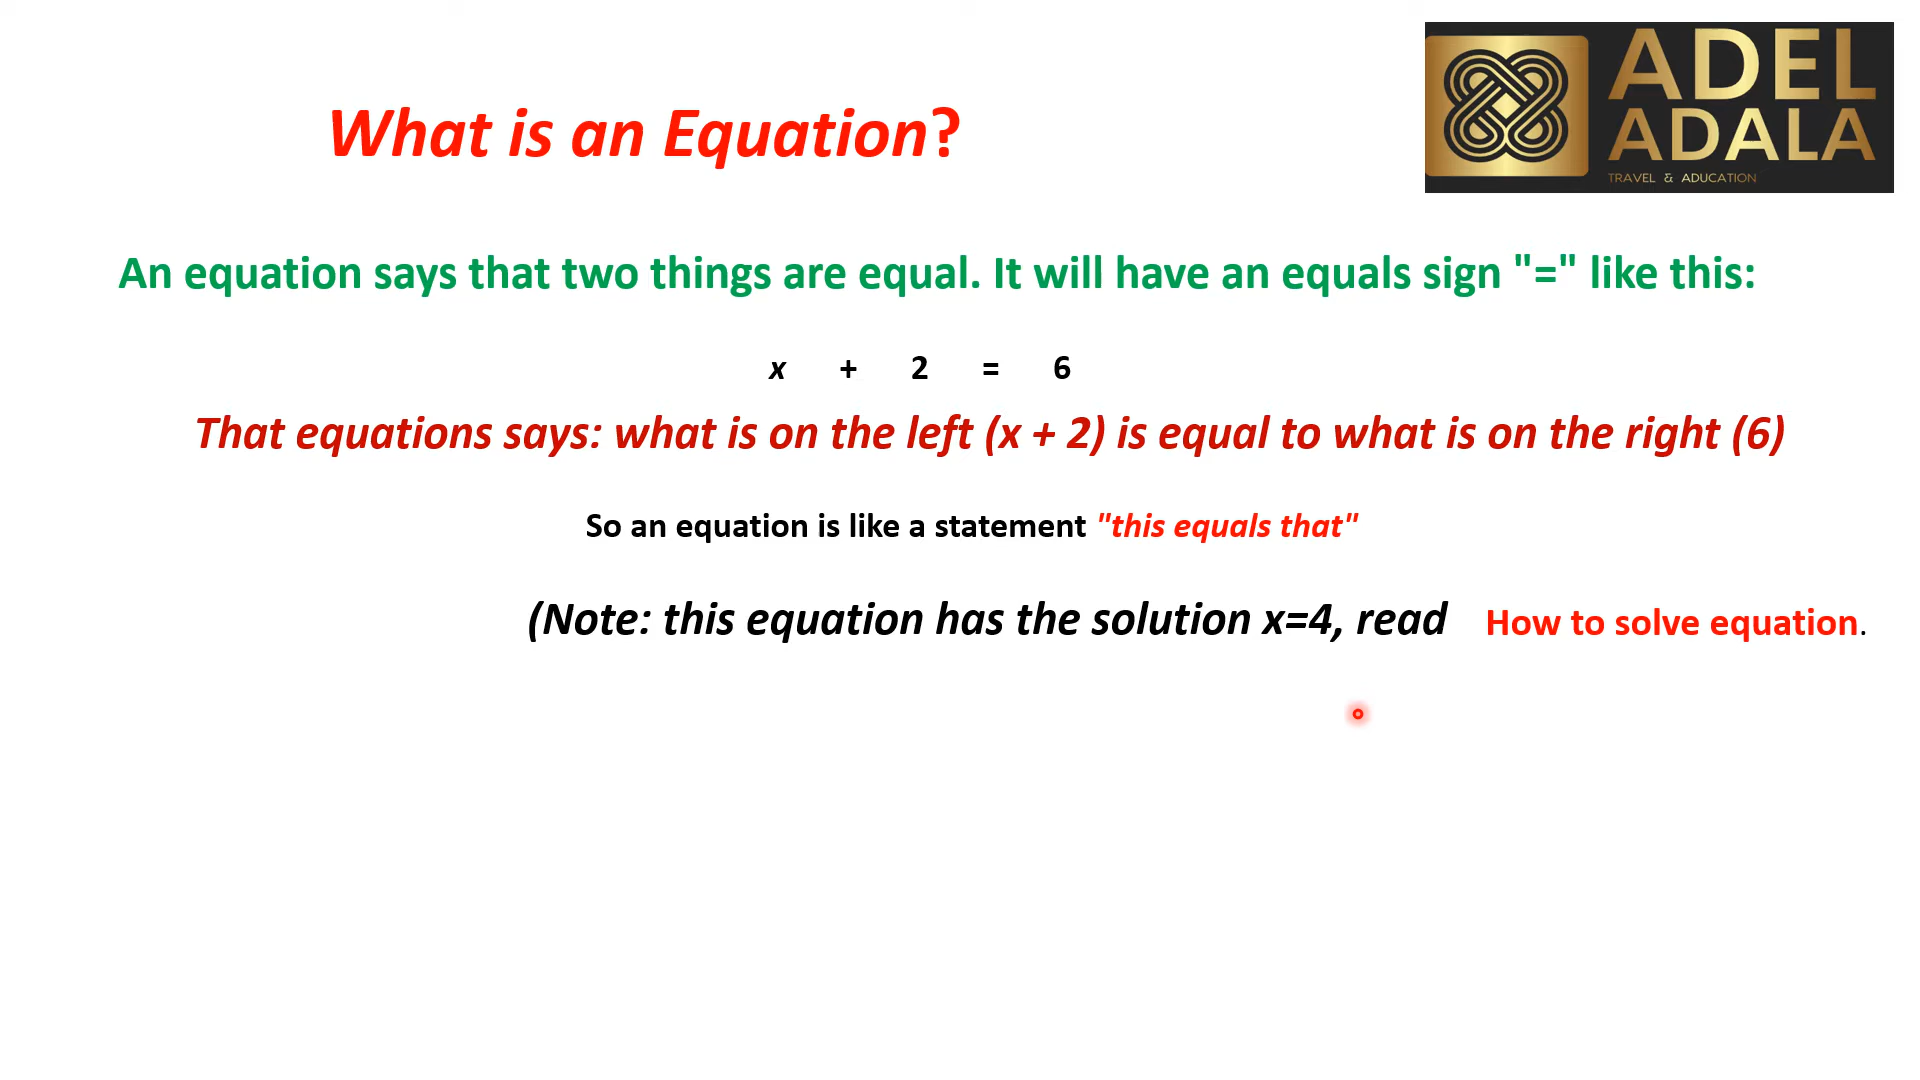 ADEL
ADALA
TRAVEL & ADUCATION
What is an Equation?
An equation says that two things are equal. It will have an equals sign "=" like this:
x + 2 = 6
That equations says: what is on the left (x + 2) is equal to what is on the right (6)
So an equation is like a statement "this equals that"
(Note: this equation has the solution x=4, read How to solve equation.